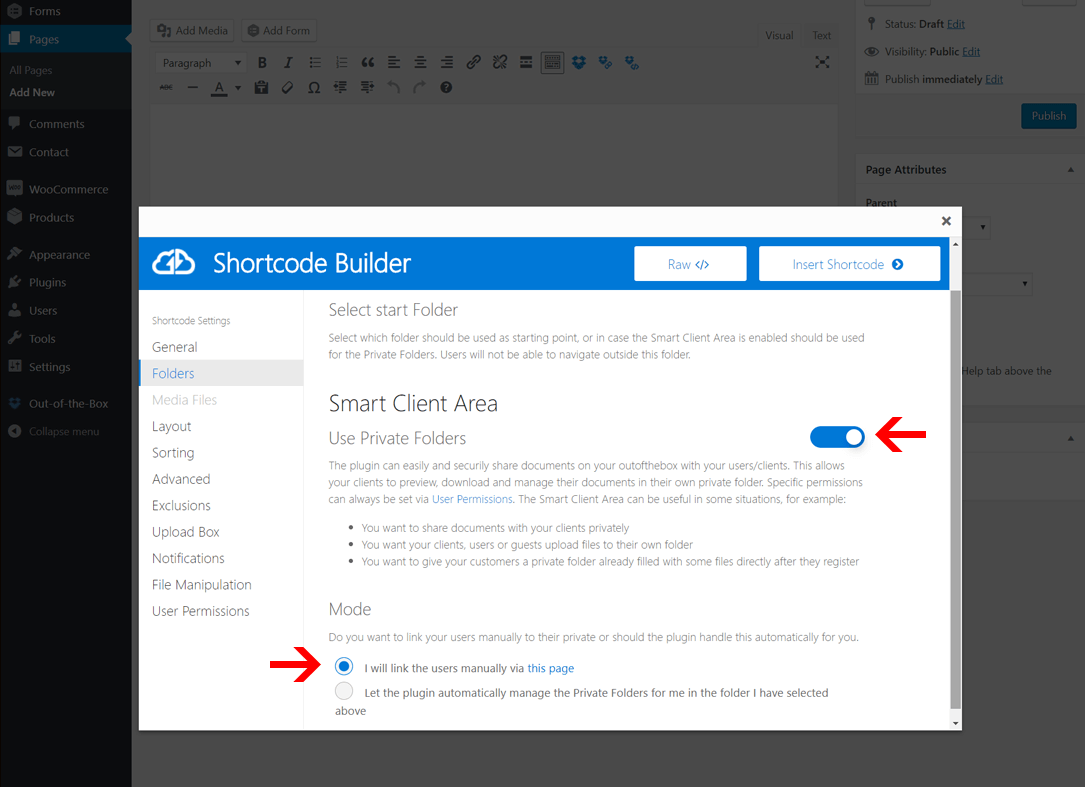 Forms
Pages
All Pages
Add New
Comments
Contact
WooCommerce
Products
Appearance
Plugins
Users
Tools
Settings
Out-of-the-Box
Collapse menu
Add Media
Add Form
Visual
Text
Paragraph
B
I
ABC
A
Status: Draft Edit
Visibility: Public Edit
Publish immediately Edit
Publish
Page Attributes
Parent
Help tab above the
Shortcode Builder
Raw </>
Insert Shortcode
Shortcode Settings
General
Folders
Media Files
Layout
Sorting
Advanced
Exclusions
Upload Box
Notifications
File Manipulation
User Permissions
Select start Folder
Select which folder should be used as starting point, or in case the Smart Client Area is enabled should be used
for the Private Folders. Users will not be able to navigate outside this folder.
Smart Client Area
Use Private Folders
The plugin can easily and securily share documents on your outofthebox with your users/clients. This allows
your clients to preview, download and manage their documents in their own private folder. Specific permissions
can always be set via User Permissions. The Smart Client Area can be useful in some situations, for example:
• You want to share documents with your clients privately
• You want your clients, users or guests upload files to their own folder
• You want to give your customers a private folder already filled with some files directly after they register
Mode
Do you want to link your users manually to their private or should the plugin handle this automatically for you.
I will link the users manually via this page
Let the plugin automatically manage the Private Folders for me in the folder I have selected
above